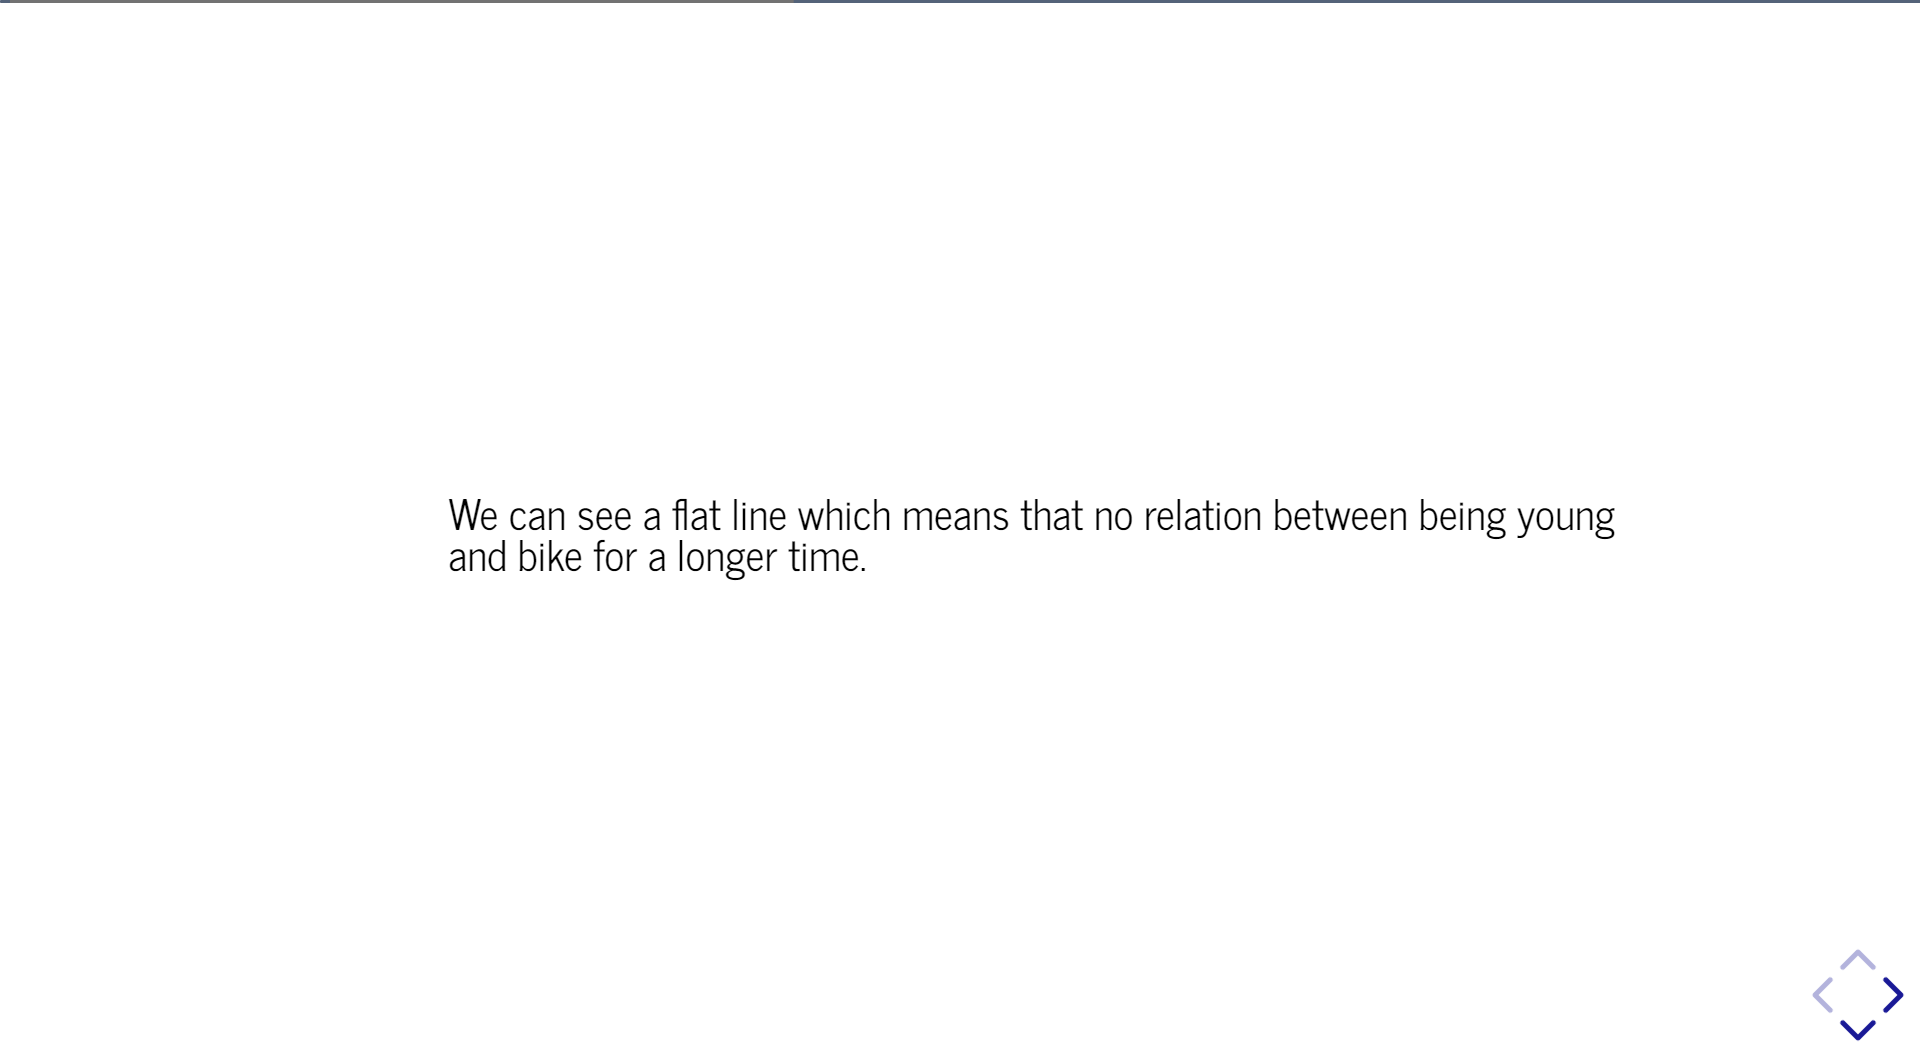 We can see a flat line which means that no relation between being young
and bike for a longer time.